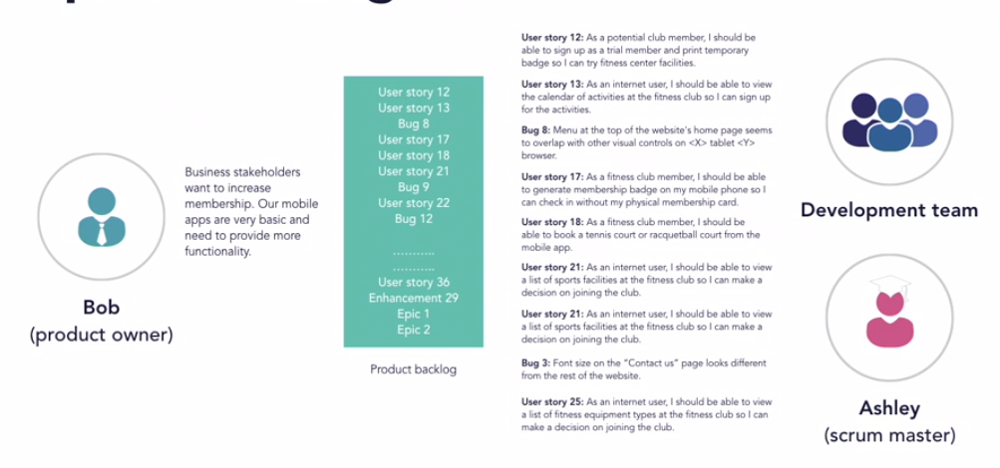 Business stakeholders
want to increase
membership. Our mobile
apps are very basic and
need to provide more
functionality.
Bob
(product owner)
User story 12
User story 13
Bug 8
User story 17
User story 18
User story 21
Bug 9
User story 22
Bug 12
...........
...........
User story 36
Enhancement 29
Epic 1
Epic 2
Product backlog
User story 12: As a potential club member, I should be
able to sign up as a trial member and print temporary
badge so I can try fitness center facilities.
User story 13: As an internet user, I should be able to view
the calendar of activities at the fitness club so I can sign up
for the activities.
Bug 8: Menu at the top of the website's home page seems
to overlap with other visual controls on <X> tablet <Y>
browser.
User story 17: As a fitness club member, I should be able
to generate membership badge on my mobile phone so I
can check in without my physical membership card.
User story 18: As a fitness club member, I should be
able to book a tennis court or racquetball court from the
mobile app.
User story 21: As an internet user, I should be able to view
a list of sports facilities at the fitness club so I can make a
decision on joining the club.
User story 21: As an internet user, I should be able to view
a list of sports facilities at the fitness club so I can make a
decision on joining the club.
Bug 3: Font size on the "Contact us" page looks different
from the rest of the website.
User story 25: As an internet user, I should be able to view
a list of fitness equipment types at the fitness club so I can
make a decision on joining the club.
Development team
Ashley
(scrum master)